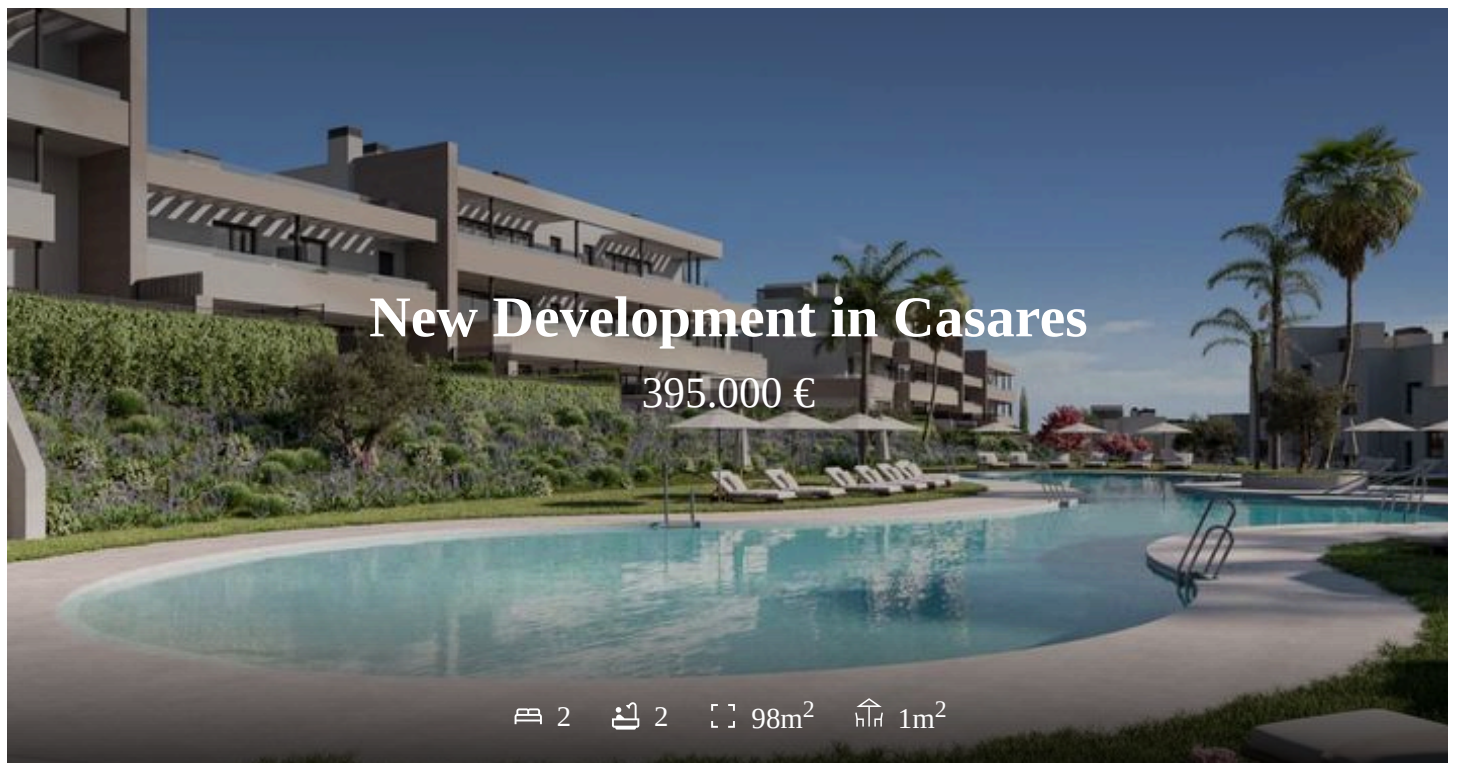 New Development in Casares
395.000 €
2 2 98m² 1m²